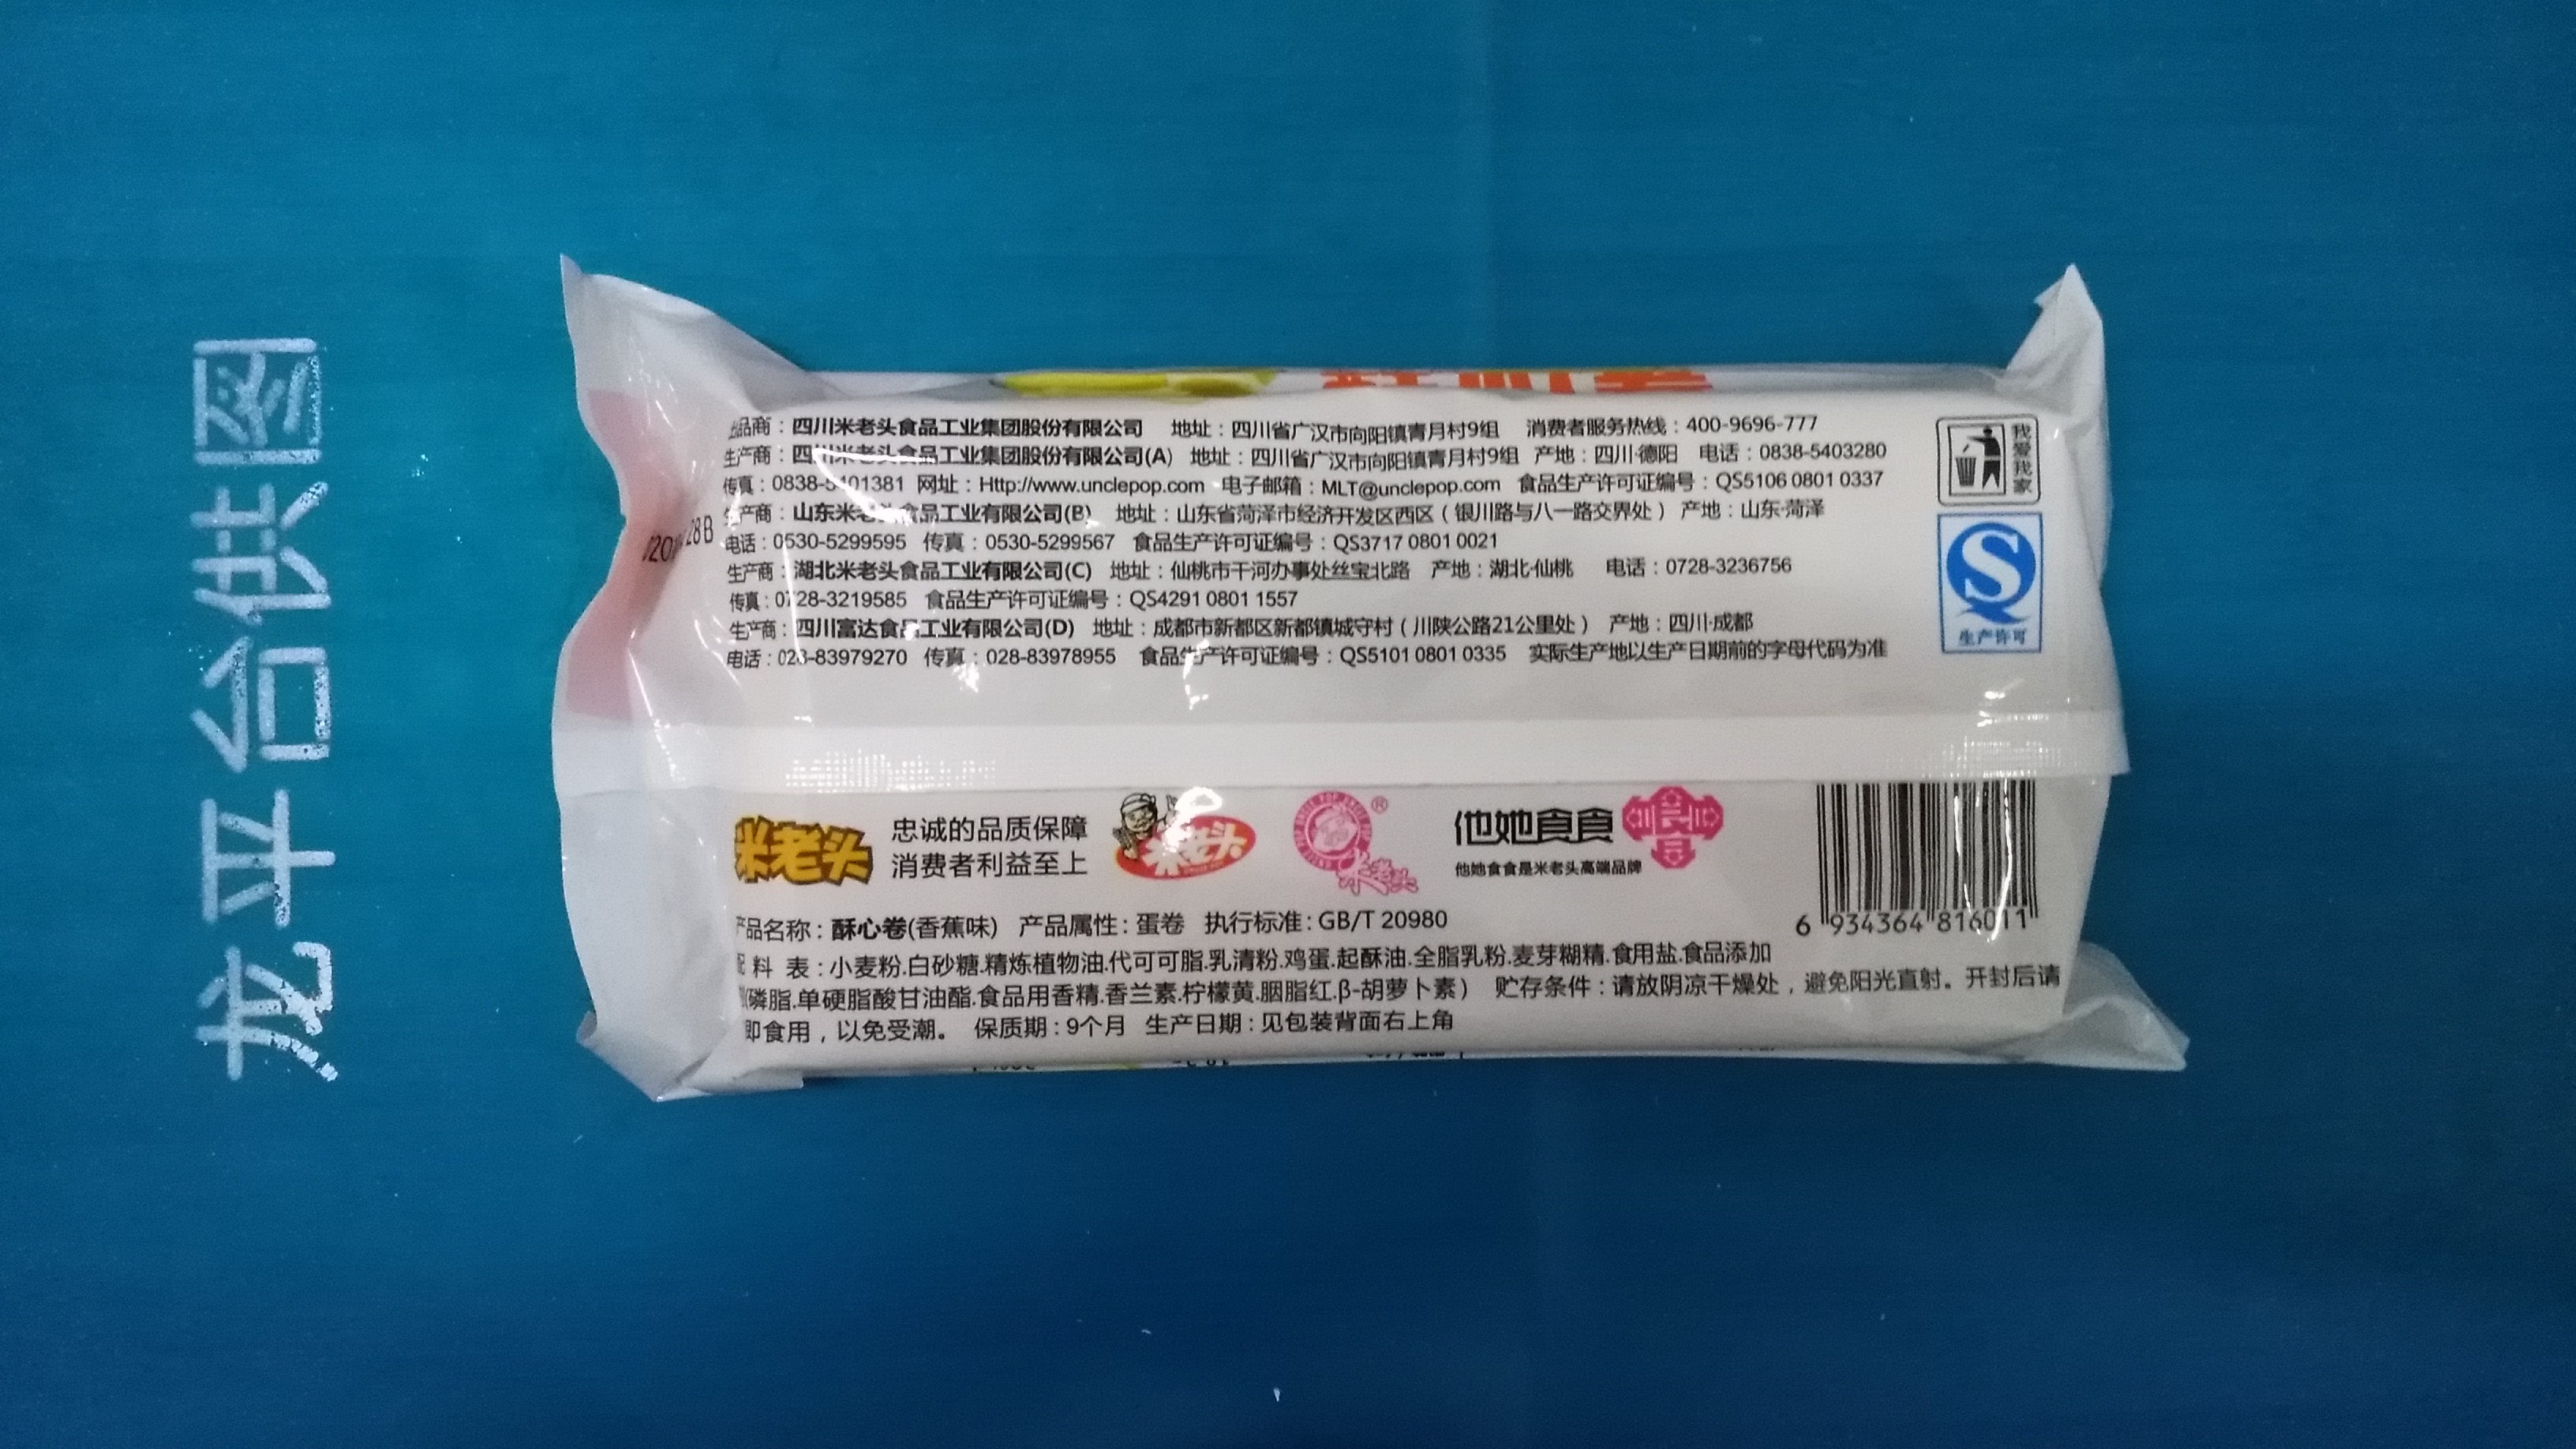 龙平台供图
出品商：四川米老头食品工业集团股份有限公司 地址：四川省广汉市向阳镇青月村9组 消费者服务热线：400-9696-777
生产商：四川米老头食品工业集团股份有限公司(A) 地址：四川省广汉市向阳镇青月村9组 产地：四川·德阳 电话：0838-5403280
传真：0838-5401381 网址：Http://www.unclepop.com 电子邮箱：MLT@unclepop.com 食品生产许可证编号：QS5106 0801 0337
生产商：山东米老头食品工业有限公司(B) 地址：山东省菏泽市经济开发区西区（银川路与八一路交界处）产地：山东·菏泽
电话：0530-5299595 传真：0530-5299567 食品生产许可证编号：QS3717 0801 0021
生产商：湖北米老头食品工业有限公司(C) 地址：仙桃市干河办事处丝宝北路 产地：湖北·仙桃 电话：0728-3236756
传真：0728-3219585 食品生产许可证编号：QS4291 0801 1557
生产商：四川富达食品工业有限公司(D) 地址：成都市新都区新都镇城守村（川陕公路21公里处）产地：四川·成都
电话：028-83979270 传真：028-83978955 食品生产许可证编号：QS5101 0801 0335 实际生产地以生产日期前的字母代码为准
我爱我家
生产许可
28B
米老头
忠诚的品质保障
消费者利益至上
米老头
米老头
他她食食
他她食食是米老头高端品牌
6 934364 816011
产品名称：酥心卷(香蕉味) 产品属性：蛋卷 执行标准：GB/T 20980
配料表：小麦粉.白砂糖.精炼植物油.代可可脂.乳清粉.鸡蛋.起酥油.全脂乳粉.麦芽糊精.食用盐.食品添加
剂(磷脂.单硬脂酸甘油酯.食品用香精.香兰素.柠檬黄.胭脂红.β-胡萝卜素） 贮存条件：请放阴凉干燥处，避免阳光直射。开封后请
即食用，以免受潮。 保质期：9个月 生产日期：见包装背面右上角